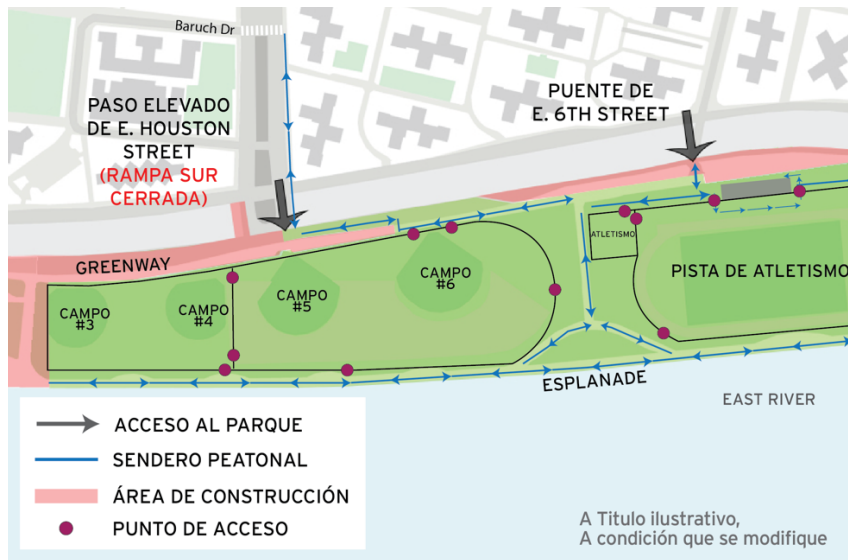 Baruch Dr
PASO ELEVADO
DE E. HOUSTON
STREET
(RAMPA SUR
CERRADA)
PUENTE DE
E. 6TH STREET
GREENWAY
ATLETISMO
PISTA DE ATLETISMO
CAMPO
#3
CAMPO
#4
CAMPO
#5
CAMPO
#6
ESPLANADE
EAST RIVER
ACCESO AL PARQUE
SENDERO PEATONAL
ÁREA DE CONSTRUCCIÓN
PUNTO DE ACCESO
A Titulo ilustrativo,
A condición que se modifique